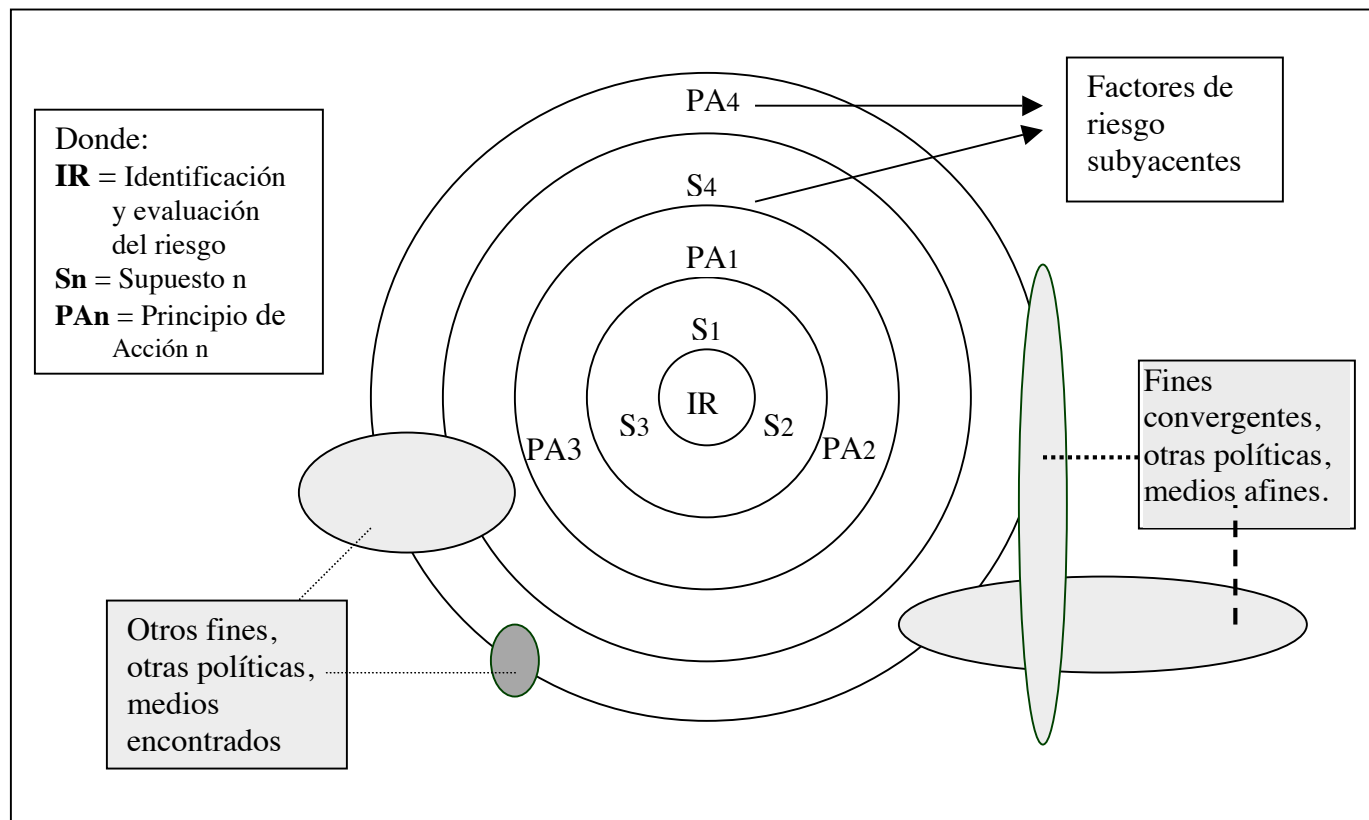 Donde:
IR = Identificación
y evaluación
del riesgo
Sn = Supuesto n
PAn = Principio de
Acción n
PA4
S4
PA1
S1
IR
S3
S2
PA3
PA2
Factores de
riesgo
subyacentes
Fines
convergentes,
otras políticas,
medios afines.
Otros fines,
otras políticas,
medios
encontrados